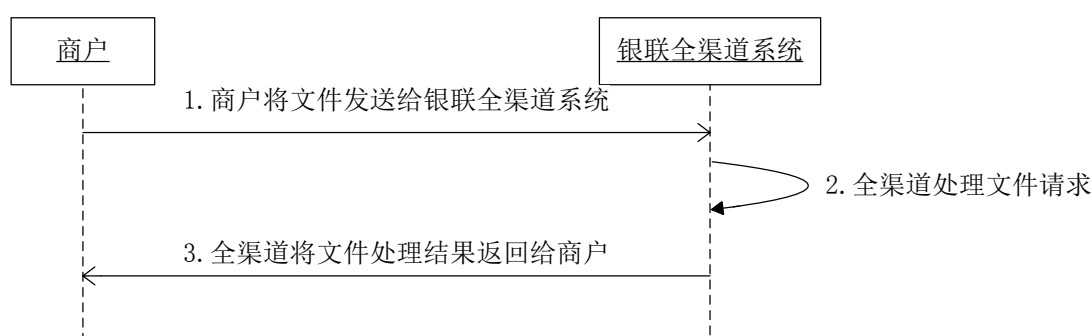 商户
银联全渠道系统
1.商户将文件发送给银联全渠道系统
2.全渠道处理文件请求
3.全渠道将文件处理结果返回给商户